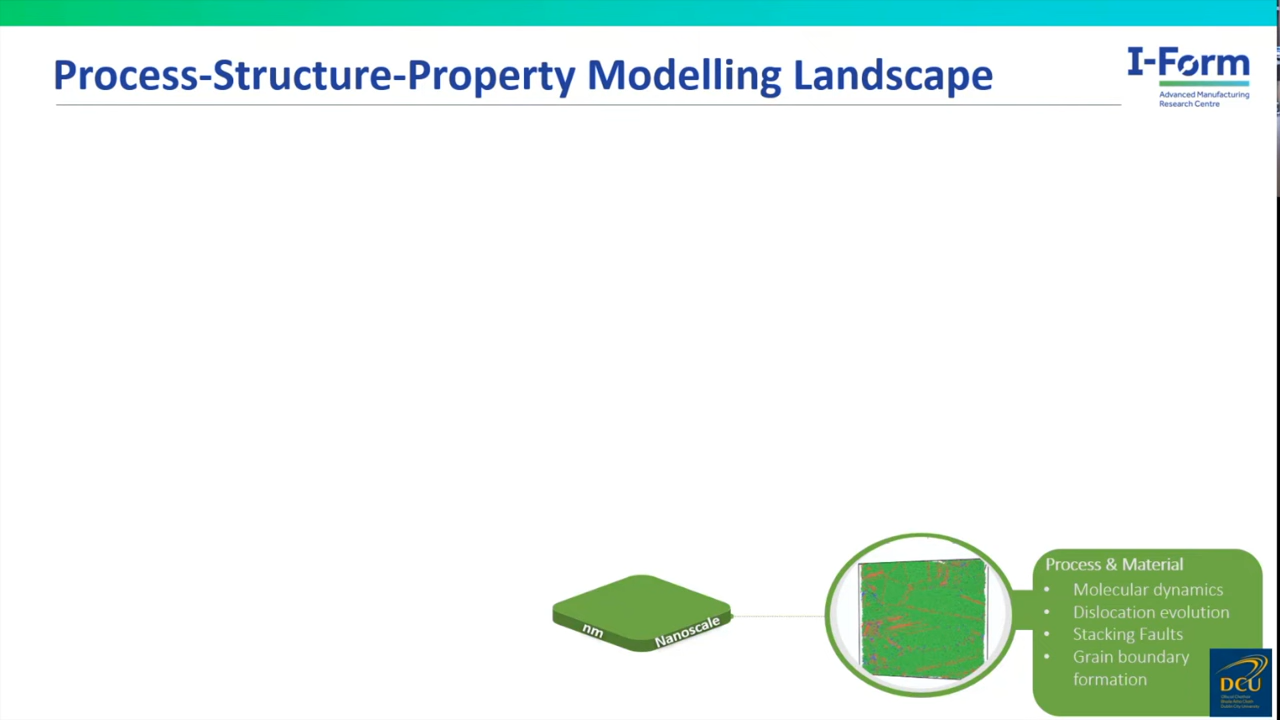 Process-Structure-Property Modelling Landscape
I-Form
Advanced Manufacturing
Research Centre
nm
Nanoscale
Process & Material
• Molecular dynamics
• Dislocation evolution
• Stacking Faults
• Grain boundary
formation
DCU